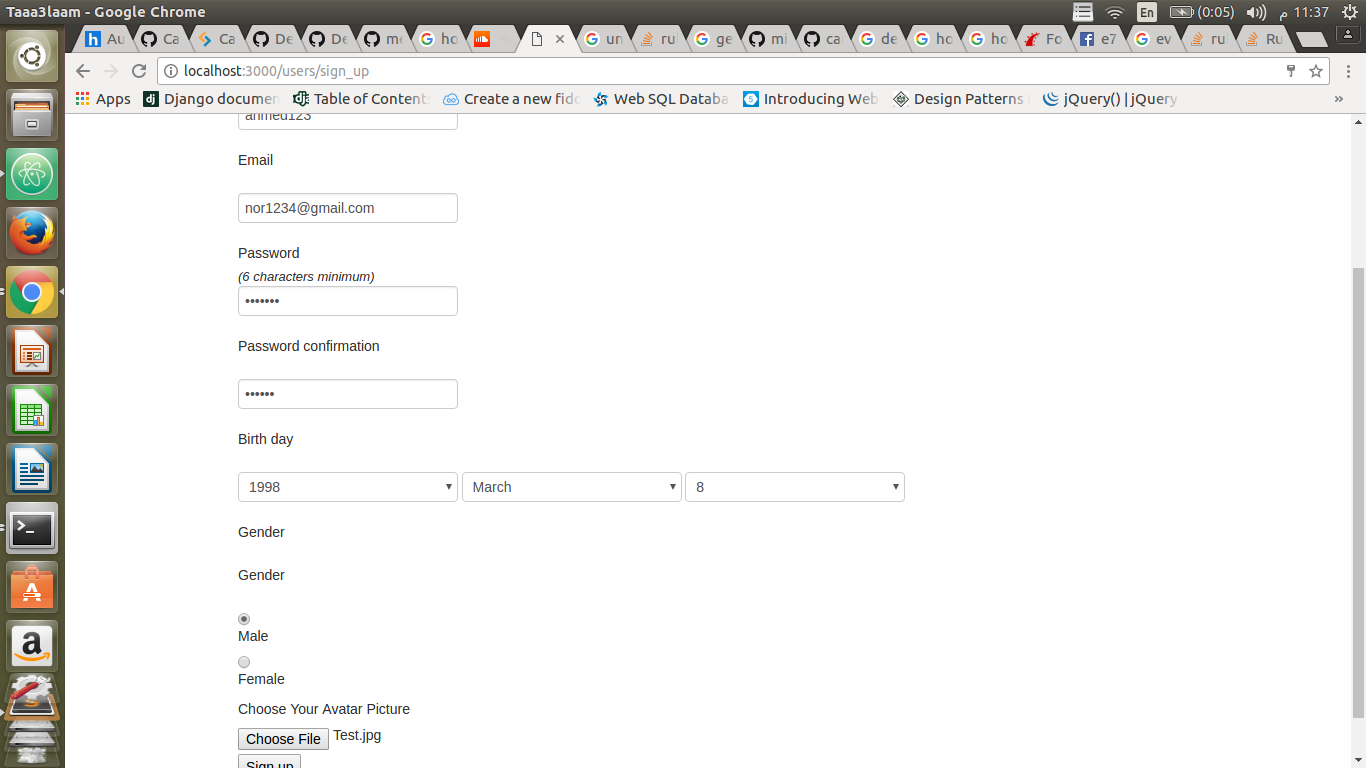 Taaa3laam - Google Chrome
En (0:05) 11:37 م
Au Ca Ca De De me ho un rul ge mi ca de ho ho Fo e7 ev rul Ru
localhost:3000/users/sign_up
Apps Django documen Table of Content Create a new fido Web SQL Databa Introducing Web Design Patterns jQuery() | jQuery »
ahmed123
Email
nor1234@gmail.com
Password
(6 characters minimum)
•••••••
Password confirmation
••••••
Birth day
1998 March 8
Gender
Gender
Male
Female
Choose Your Avatar Picture
Choose File Test.jpg
Sign up